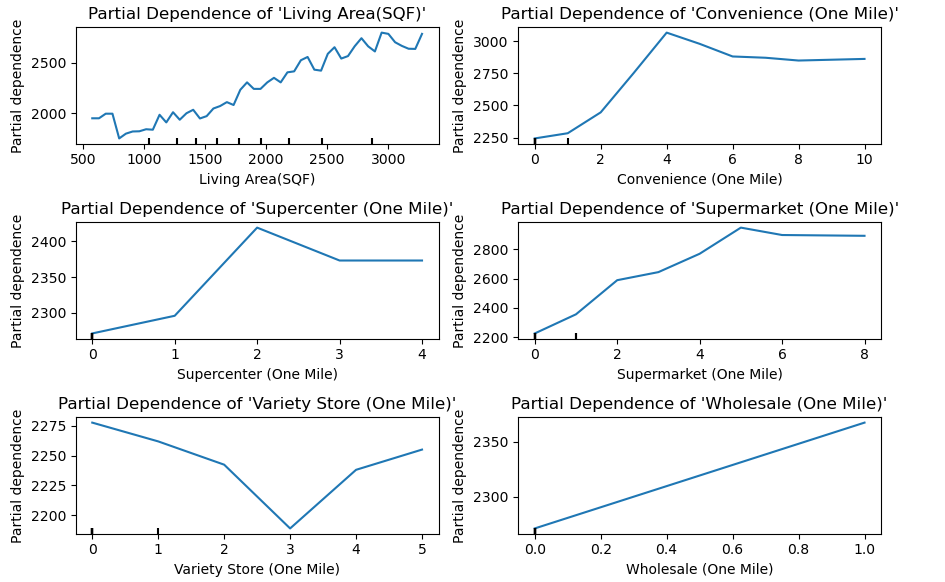 Partial Dependence of 'Living Area(SQF)'
Partial dependence
2500
2000
500 1000 1500 2000 2500 3000
Living Area(SQF)
Partial Dependence of 'Convenience (One Mile)'
Partial dependence
3000
2750
2500
2250
0 2 4 6 8 10
Convenience (One Mile)
Partial Dependence of 'Supercenter (One Mile)'
Partial dependence
2400
2350
2300
0 1 2 3 4
Supercenter (One Mile)
Partial Dependence of 'Supermarket (One Mile)'
Partial dependence
2800
2600
2400
2200
0 2 4 6 8
Supermarket (One Mile)
Partial Dependence of 'Variety Store (One Mile)'
Partial dependence
2275
2250
2225
2200
0 1 2 3 4 5
Variety Store (One Mile)
Partial Dependence of 'Wholesale (One Mile)'
Partial dependence
2350
2300
0.0 0.2 0.4 0.6 0.8 1.0
Wholesale (One Mile)